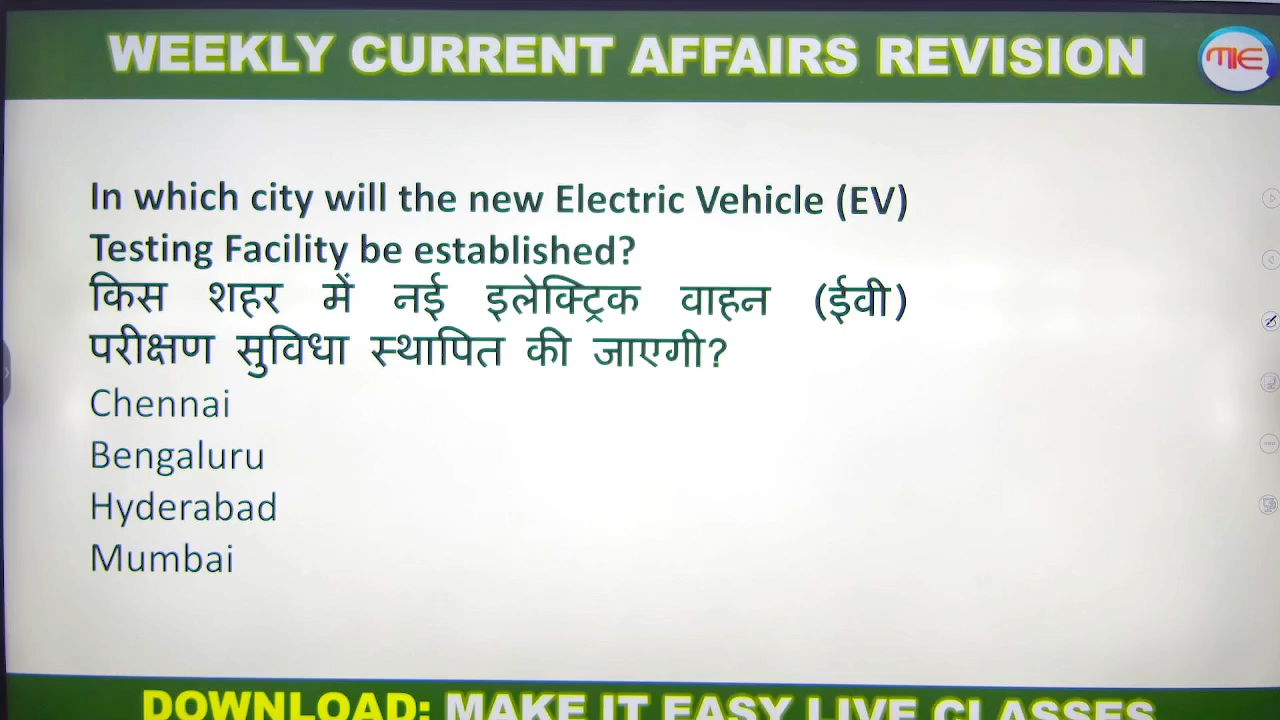 WEEKLY CURRENT AFFAIRS REVISION
MIE
In which city will the new Electric Vehicle (EV)
Testing Facility be established?
किस शहर में नई इलेक्ट्रिक वाहन (ईवी)
परीक्षण सुविधा स्थापित की जाएगी?
Chennai
Bengaluru
Hyderabad
Mumbai
DOWNLOAD: MAKE IT EASY LIVE CLASSES